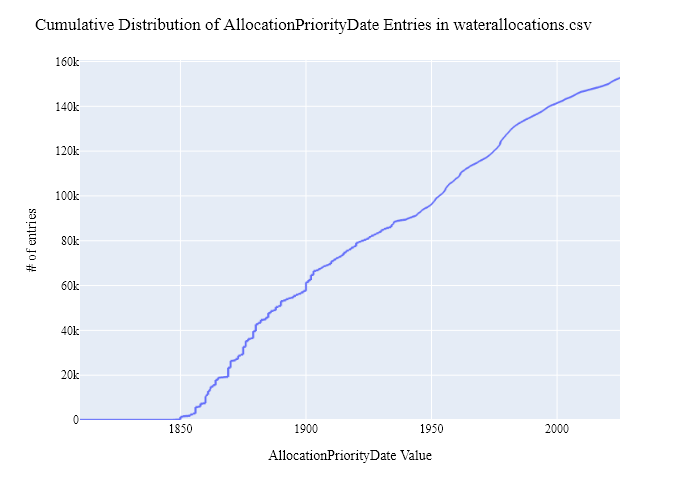 Cumulative Distribution of AllocationPriorityDate Entries in waterallocations.csv
160k
140k
120k
100k
80k
60k
40k
20k
0
# of entries
1850
1900
1950
2000
AllocationPriorityDate Value